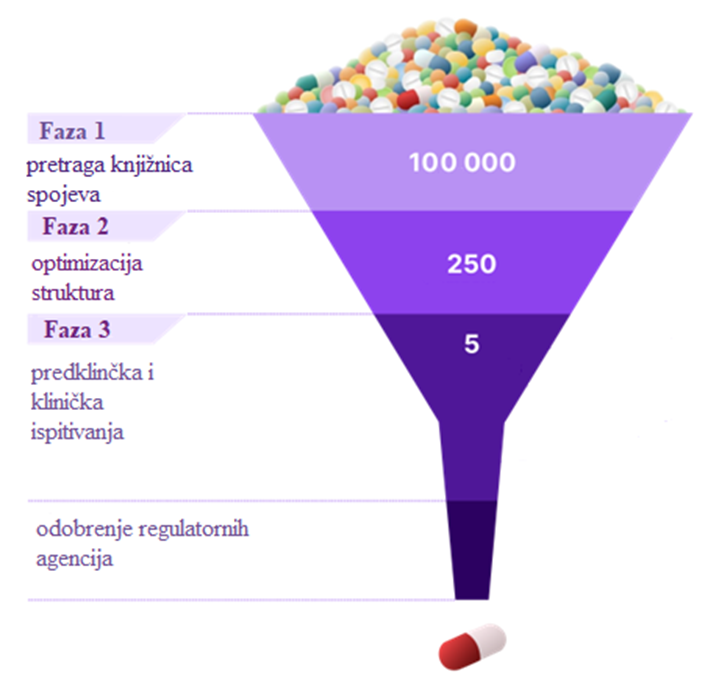 Faza 1
pretraga knjižnica
spojeva
100 000
Faza 2
optimizacija
struktura
250
Faza 3
5
predklinčka i
klinička
ispitivanja
odobrenje regulatornih
agencija